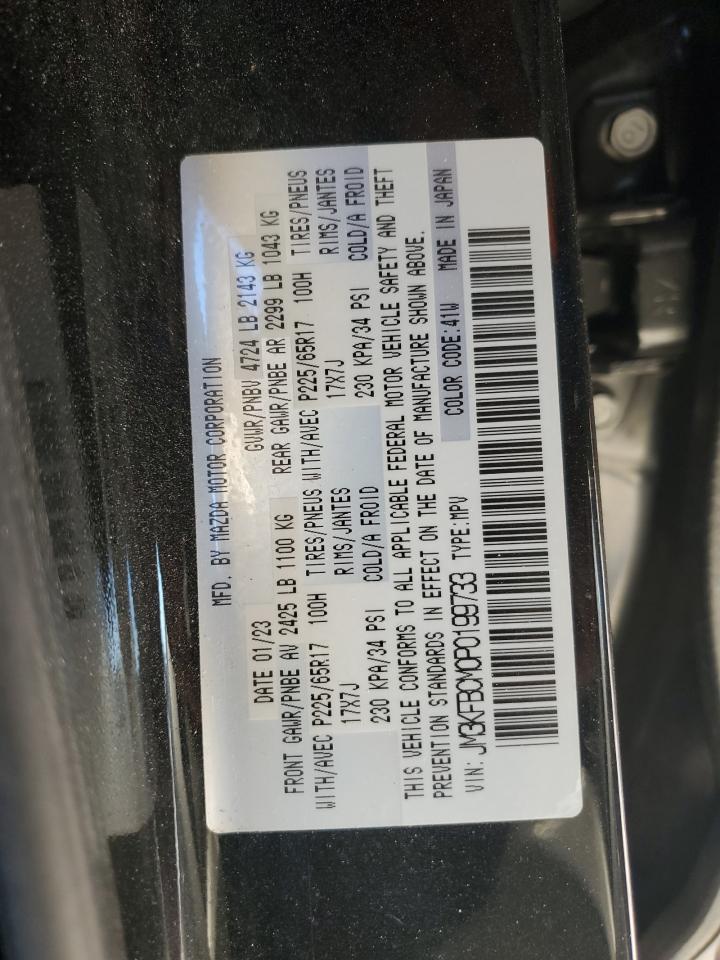 MFD. BY MAZDA MOTOR CORPORATION
DATE 01/23 GVWR/PNBV 4724 LB 2143 KG
FRONT GAWR/PNBE AV 2425 LB 1100 KG REAR GAWR/PNBE AR 2299 LB 1043 KG
WITH/AVEC P225/65R17 100H TIRES/PNEUS WITH/AVEC P225/65R17 100H TIRES/PNEUS
17X7J RIMS/JANTES 17X7J RIMS/JANTES
230 KPA/34 PSI COLD/A FROID 230 KPA/34 PSI COLD/A FROID
THIS VEHICLE CONFORMS TO ALL APPLICABLE FEDERAL MOTOR VEHICLE SAFETY AND THEFT
PREVENTION STANDARDS IN EFFECT ON THE DATE OF MANUFACTURE SHOWN ABOVE.
COLOR CODE:41W MADE IN JAPAN
VIN: JM3KFBCM0P0199733 TYPE:MPV